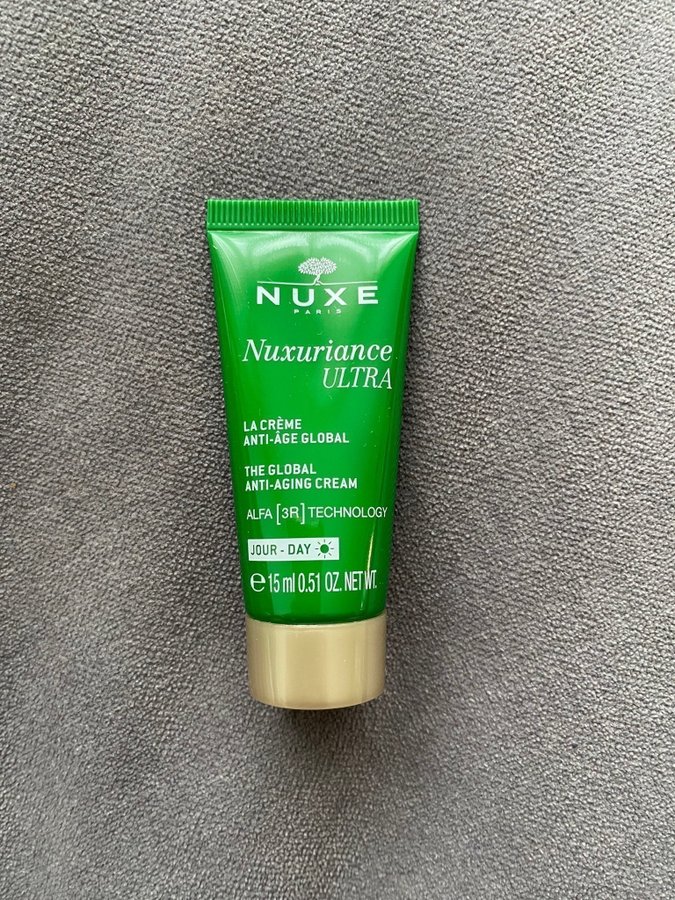 NUXE
PARIS
Nuxuriance
ULTRA
LA CRÈME
ANTI-ÂGE GLOBAL
THE GLOBAL
ANTI-AGING CREAM
ALFA [3R] TECHNOLOGY
JOUR - DAY
℮ 15 ml 0.51 OZ. NET WT.